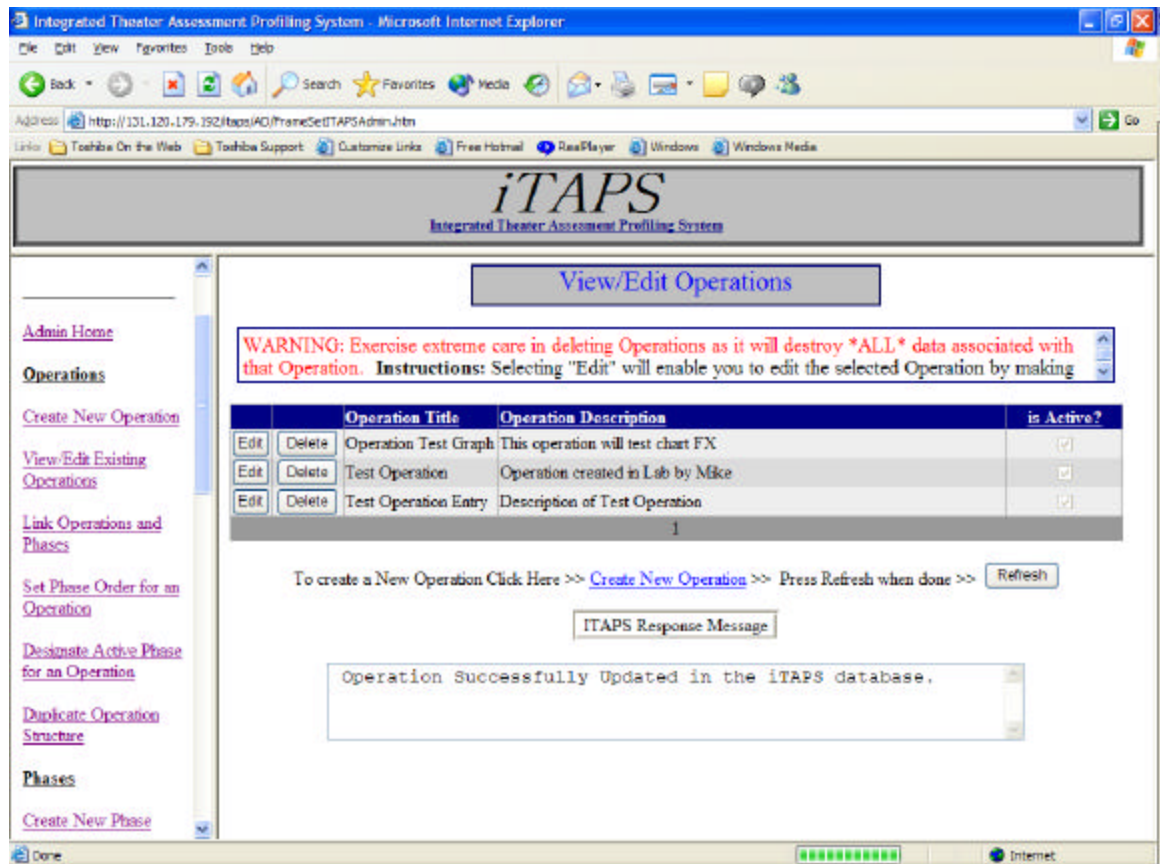 Integrated Theater Assessment Profiling System - Microsoft Internet Explorer
File Edit View Favorites Tools Help
Back Search Favorites Media
Address http://131.120.179.192/itaps/AO/FrameSetITAPSAdmin.htm Go
Links Toshiba On the Web Toshiba Support Customize Links Free Hotmail RealPlayer Windows Windows Media
iTAPS
Integrated Theater Assessment Profiling System
Admin Home
Operations
Create New Operation
View/Edit Existing
Operations
Link Operations and
Phases
Set Phase Order for an
Operation
Designate Active Phase
for an Operation
Duplicate Operation
Structure
Phases
Create New Phase
View/Edit Operations
WARNING: Exercise extreme care in deleting Operations as it will destroy *ALL* data associated with
that Operation. Instructions: Selecting "Edit" will enable you to edit the selected Operation by making
Operation Title Operation Description is Active?
Edit Delete Operation Test Graph This operation will test chart FX
Edit Delete Test Operation Operation created in Lab by Mike
Edit Delete Test Operation Entry Description of Test Operation
1
To create a New Operation Click Here >> Create New Operation >> Press Refresh when done >> Refresh
ITAPS Response Message
Operation Successfully Updated in the iTAPS database.
Done Internet